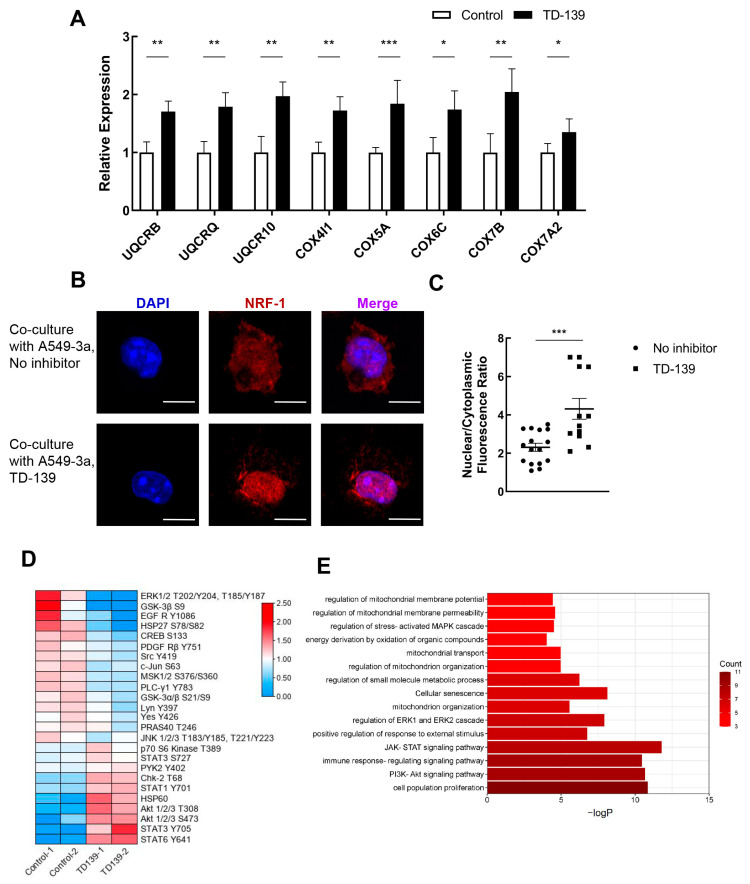 A
Control
TD-139
Relative Expression
3
2
1
0
**
**
**
**
***
*
**
*
UQCRB
UQCRQ
UQCR10
COX4I1
COX5A
COX6C
COX7B
COX7A2
B
DAPI
NRF-1
Merge
Co-culture
with A549-3a,
No inhibitor
Co-culture
with A549-3a,
TD-139
C
Nuclear/Cytoplasmic
Fluorescence Ratio
8
6
4
2
0
***
No inhibitor
TD-139
D
ERK1/2 T202/Y204, T185/Y187
GSK-3β S9
EGF R Y1086
HSP27 S78/S82
CREB S133
PDGF Rβ Y751
Src Y419
c-Jun S63
MSK1/2 S376/S360
PLC-γ1 Y783
GSK-3α/β S21/S9
Lyn Y397
Yes Y426
PRAS40 T246
JNK 1/2/3 T183/Y185, T221/Y223
p70 S6 Kinase T389
STAT3 S727
PYK2 Y402
Chk-2 T68
STAT1 Y701
HSP60
Akt 1/2/3 T308
Akt 1/2/3 S473
STAT3 Y705
STAT6 Y641
Control-1
Control-2
TD139-1
TD139-2
2.50
2.00
1.50
1.00
0.50
0.00
E
regulation of mitochondrial membrane potential
regulation of mitochondrial membrane permeability
regulation of stress- activated MAPK cascade
energy derivation by oxidation of organic compounds
mitochondrial transport
regulation of mitochondrion organization
regulation of small molecule metabolic process
Cellular senescence
mitochondrion organization
regulation of ERK1 and ERK2 cascade
positive regulation of response to external stimulus
JAK- STAT signaling pathway
immune response- regulating signaling pathway
PI3K- Akt signaling pathway
cell population proliferation
0
5
10
15
−logP
Count
11
9
7
5
3